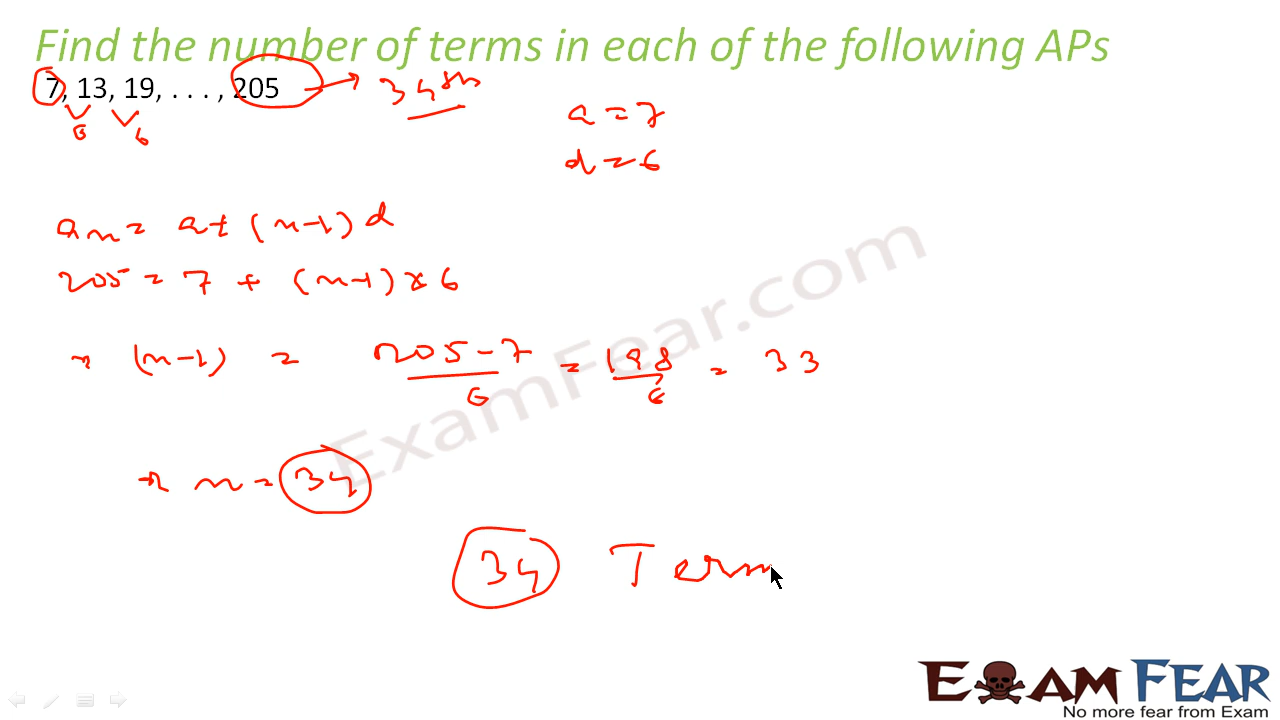 Find the number of terms in each of the following APs
7, 13, 19, . . . , 205 → 34th
6 6
a = 7
d = 6
an = a + (n-1) d
205 = 7 + (n-1) x 6
→ (n-1) = 205-7/6 = 198/6 = 33
→ n = 34
34 Term
ExamFear.com
EXAM FEAR
No more fear from Exam